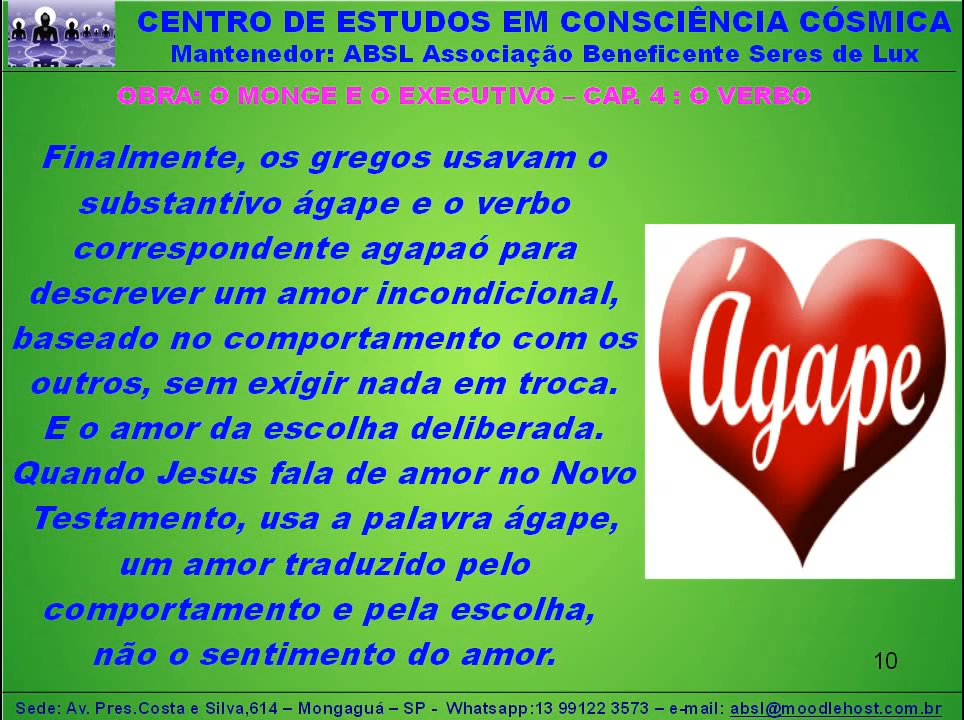 CENTRO DE ESTUDOS EM CONSCIÊNCIA CÓSMICA
Mantenedor: ABSL Associação Beneficente Seres de Lux
OBRA: O MONGE E O EXECUTIVO – CAP. 4 : O VERBO
Finalmente, os gregos usavam o
substantivo ágape e o verbo
correspondente agapaó para
descrever um amor incondicional,
baseado no comportamento com os
outros, sem exigir nada em troca.
E o amor da escolha deliberada.
Quando Jesus fala de amor no Novo
Testamento, usa a palavra ágape,
um amor traduzido pelo
comportamento e pela escolha,
não o sentimento do amor.
Ágape
10
Sede: Av. Pres.Costa e Silva,614 – Mongaguá – SP - Whatsapp:13 99122 3573 – e-mail: absl@moodlehost.com.br